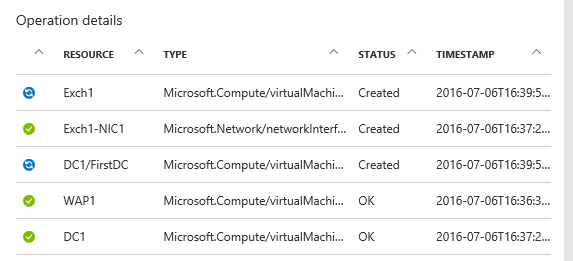 Operation details
RESOURCE TYPE STATUS TIMESTAMP
Exch1 Microsoft.Compute/virtualMachi... Created 2016-07-06T16:39:5...
Exch1-NIC1 Microsoft.Network/networkInterf... Created 2016-07-06T16:37:2...
DC1/FirstDC Microsoft.Compute/virtualMachi... Created 2016-07-06T16:39:5...
WAP1 Microsoft.Compute/virtualMachi... OK 2016-07-06T16:36:3...
DC1 Microsoft.Compute/virtualMachi... OK 2016-07-06T16:37:2...